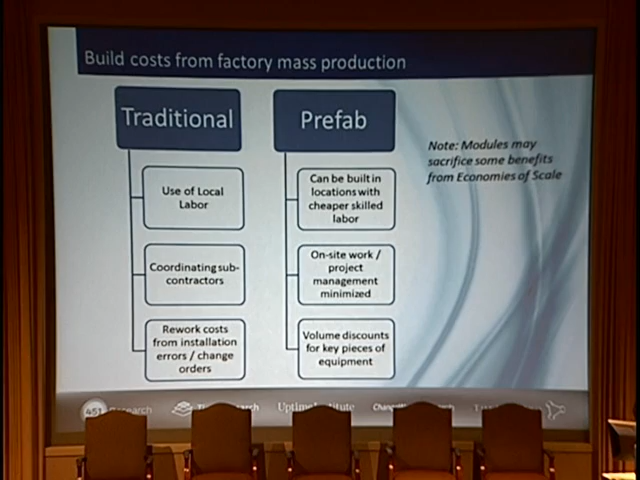 Build costs from factory mass production
Traditional
Prefab
Note: Modules may
sacrifice some benefits
from Economies of Scale
Use of Local
Labor
Can be built in
locations with
cheaper skilled
labor
Coordinating sub-
contractors
On-site work /
project
management
minimized
Rework costs
from installation
errors / change
orders
Volume discounts
for key pieces of
equipment
451 Research
Uptime Institute